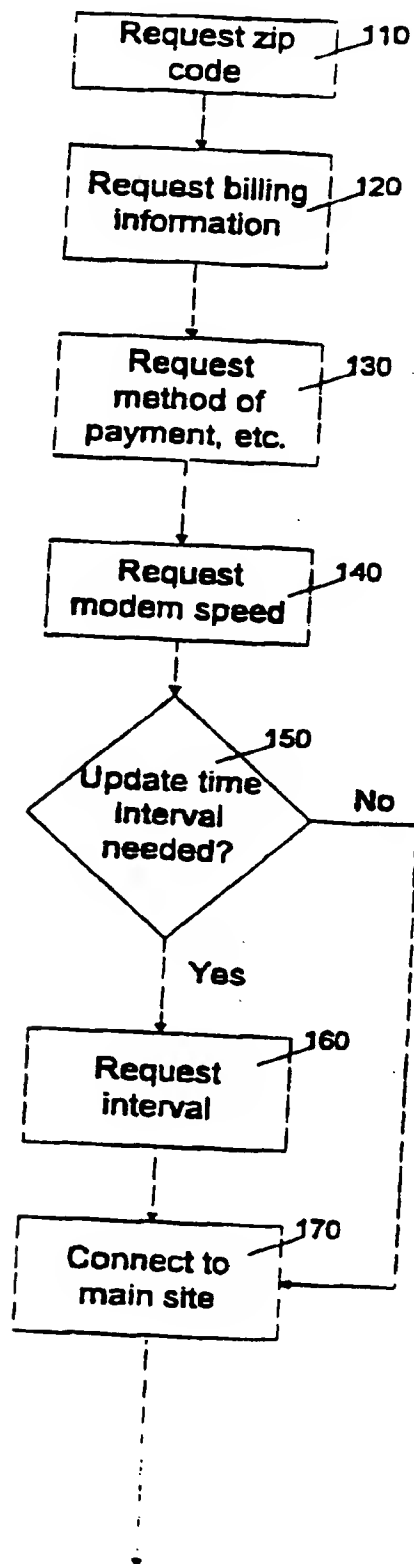 Request zip
code
110
Request billing
information
120
Request
method of
payment, etc.
130
Request
modem speed
140
150
Update time
interval
needed?
No
Yes
160
Request
interval
170
Connect to
main site